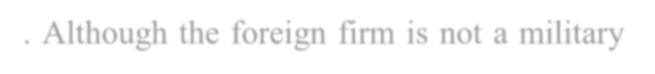 . Although the foreign firm is not a military